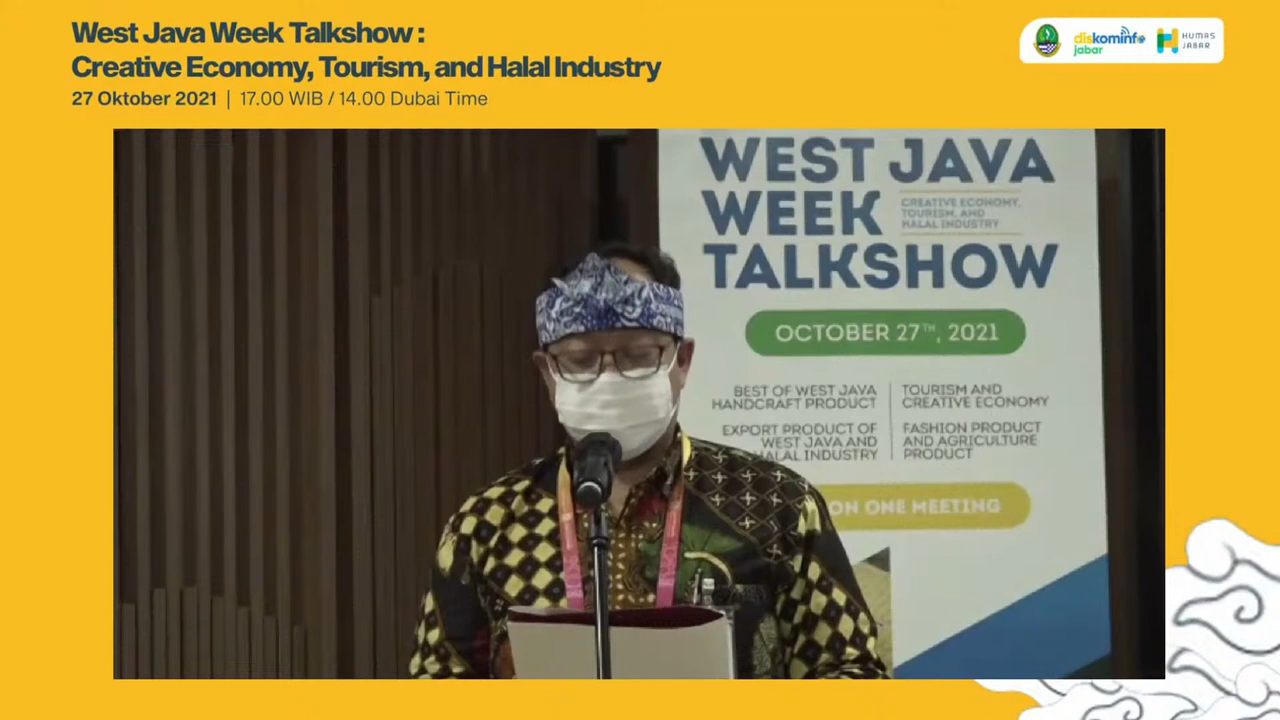 West Java Week Talkshow :
Creative Economy, Tourism, and Halal Industry
27 Oktober 2021 | 17.00 WIB / 14.00 Dubai Time
diskominfo
jabar
HUMAS
JABAR
WEST JAVA
WEEK
CREATIVE ECONOMY,
TOURISM, AND
HALAL INDUSTRY
TALKSHOW
OCTOBER 27TH, 2021
BEST OF WEST JAVA
HANDCRAFT PRODUCT
TOURISM AND
CREATIVE ECONOMY
EXPORT PRODUCT OF
WEST JAVA AND
HALAL INDUSTRY
FASHION PRODUCT
AND AGRICULTURE
PRODUCT
ON ONE MEETING